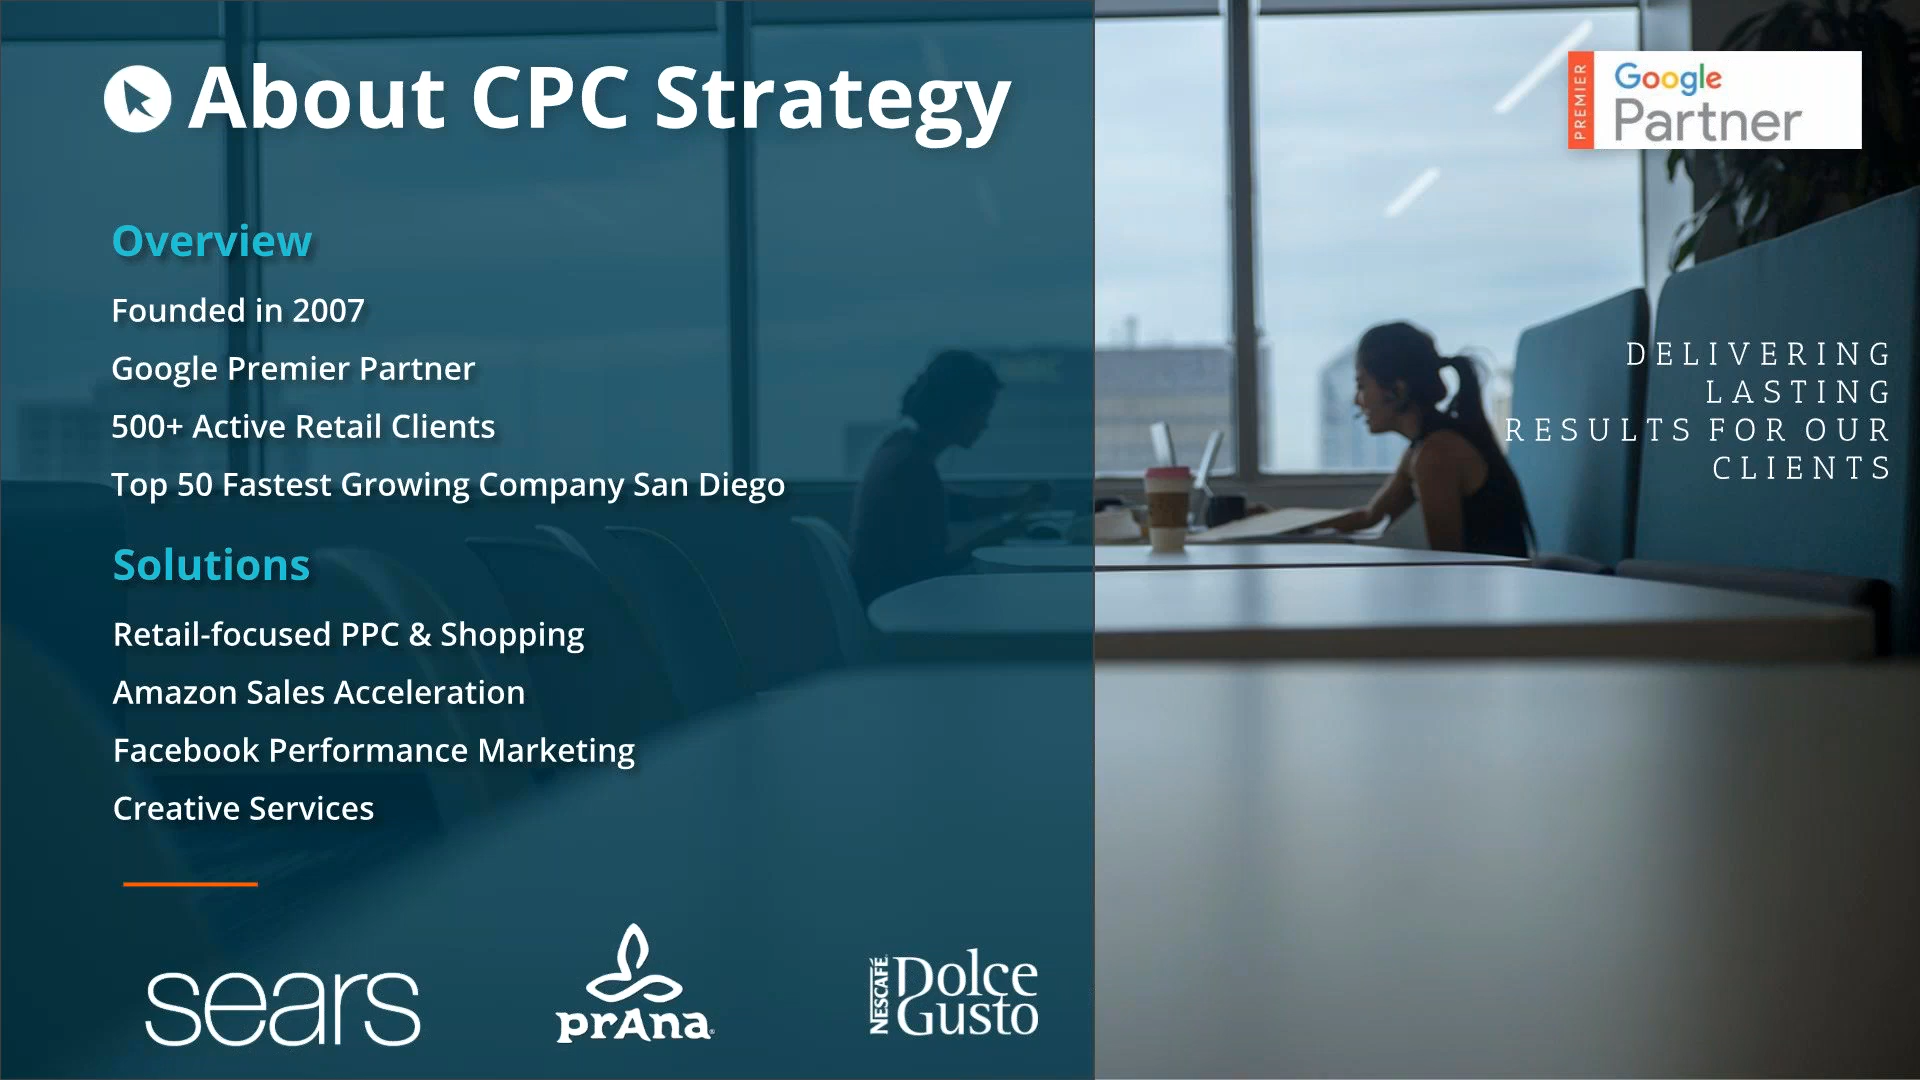 About CPC Strategy
Overview
Founded in 2007
Google Premier Partner
500+ Active Retail Clients
Top 50 Fastest Growing Company San Diego
Solutions
Retail-focused PPC & Shopping
Amazon Sales Acceleration
Facebook Performance Marketing
Creative Services
sears
prAna
NESCAFÉ
Dolce
Gusto
PREMIER
Google
Partner
DELIVERING
LASTING
RESULTS FOR OUR
CLIENTS